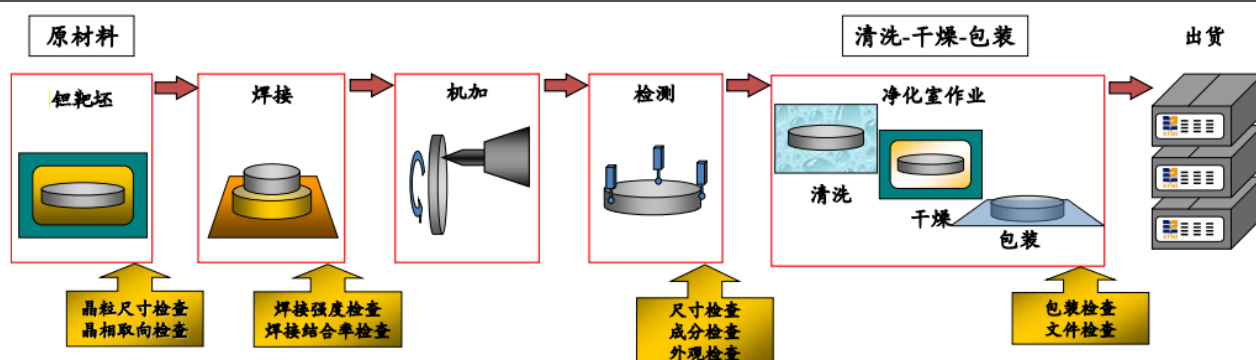 原材料
清洗-干燥-包装
出货
钽靶坯
焊接
机加
检测
净化室作业
清洗
干燥
包装
晶粒尺寸检查
晶相取向检查
焊接强度检查
焊接结合率检查
尺寸检查
成分检查
外观检查
包装检查
文件检查